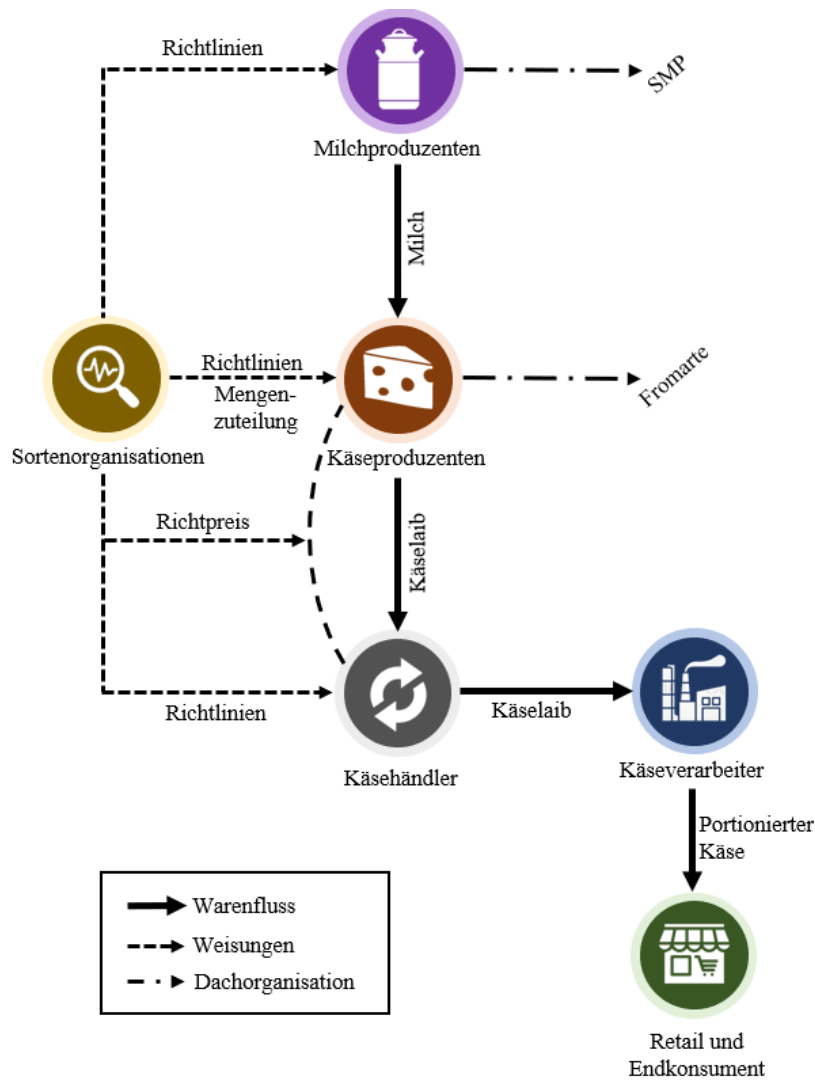 Richtlinien
SMP
Milchproduzenten
Milch
Richtlinien
Mengen-
zuteilung
Fromarte
Sortenorganisationen
Käseproduzenten
Richtpreis
Käselaib
Richtlinien
Käselaib
Käsehändler
Käseverarbeiter
Portionierter
Käse
Warenfluss
Weisungen
Dachorganisation
Retail und
Endkonsument